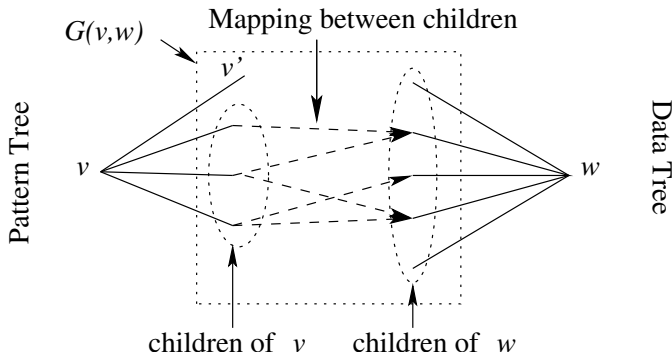 Mapping between children
G(v,w)
v'
Pattern Tree
v
w
Data Tree
children of v
children of w